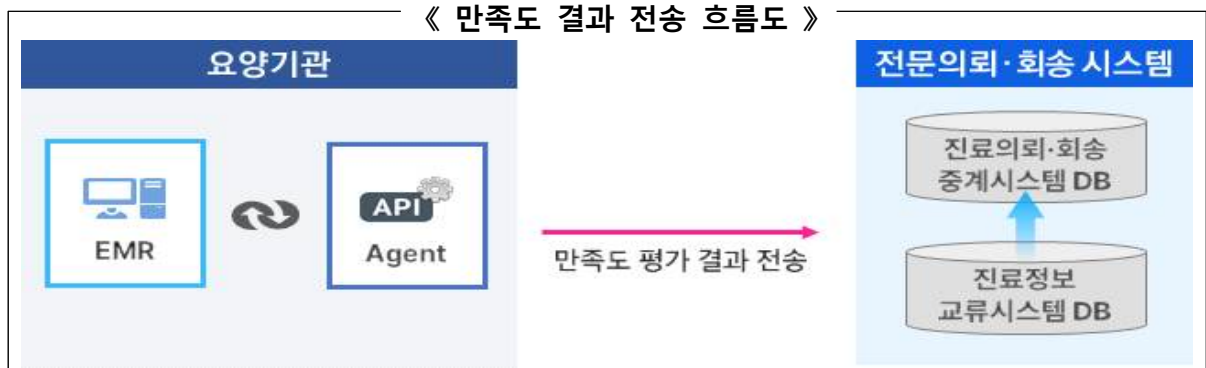 《 만족도 결과 전송 흐름도 》
요양기관
전문의뢰·회송 시스템
EMR
API
Agent
만족도 평가 결과 전송
진료의뢰·회송
중계시스템 DB
진료정보
교류시스템 DB